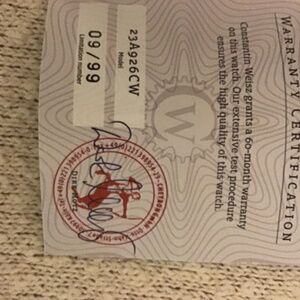 WARRANTY CERTIFICATION
Constantin Weisz grants a 60-month warranty
on this watch. Our extensive test procedure
ensures the high quality of this watch.
W
23A926CW
Model
09/99
Limitation number